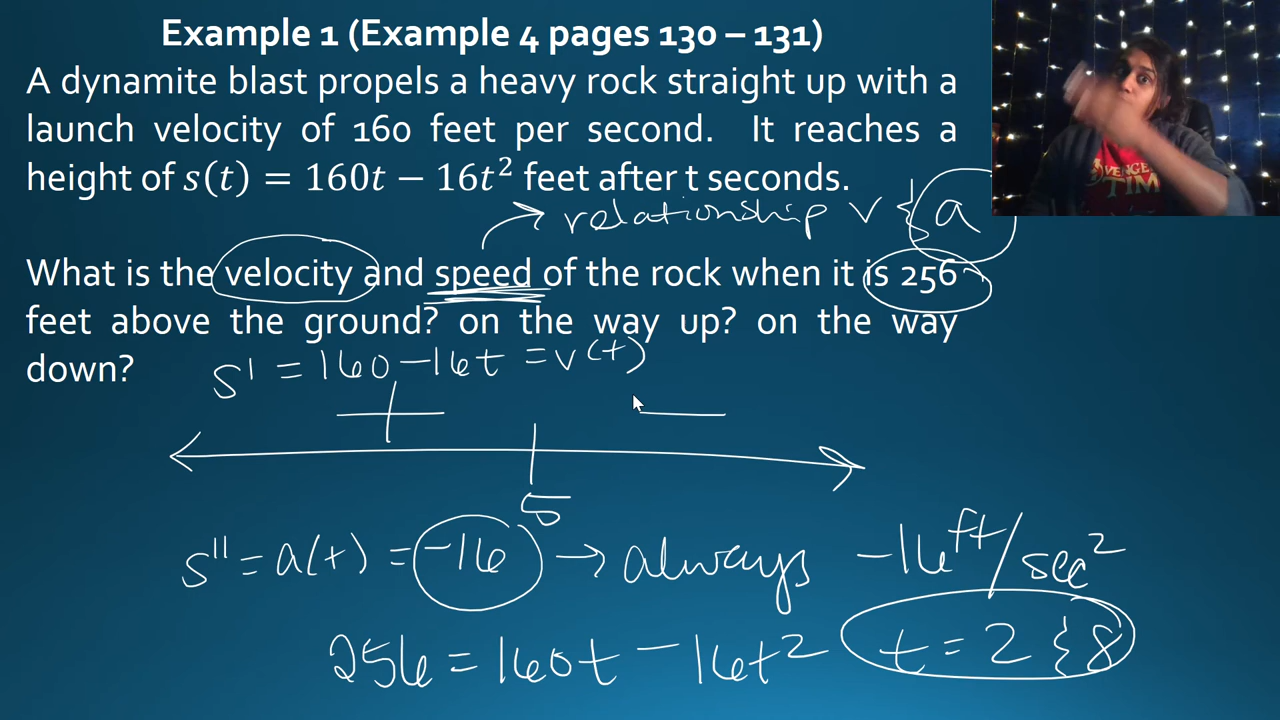 Example 1 (Example 4 pages 130 – 131)
A dynamite blast propels a heavy rock straight up with a
launch velocity of 160 feet per second. It reaches a
height of s(t) = 160t − 16t² feet after t seconds.
relationship v { a
What is the velocity and speed of the rock when it is 256
feet above the ground? on the way up? on the way
down?
s' = 160 − 16t = v(t)
+ −
5
s'' = a(t) = −16 → always −16 ft/sec²
256 = 160t − 16t² t = 2 { 8
AVENGE
TIM